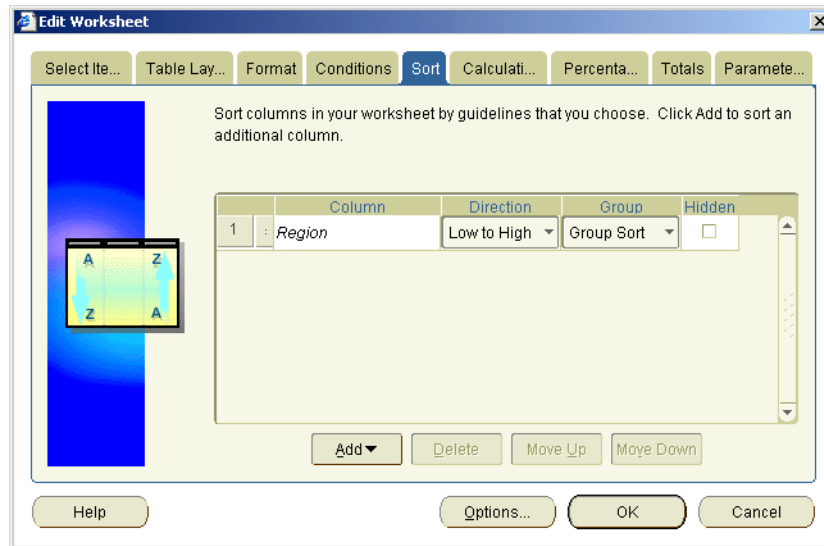 Edit Worksheet
Select Ite... Table Lay... Format Conditions Sort Calculati... Percenta... Totals Paramete...
Sort columns in your worksheet by guidelines that you choose. Click Add to sort an
additional column.
Column Direction Group Hidden
1 : Region Low to High Group Sort
A Z
Z A
Add Delete Move Up Move Down
Help Options... OK Cancel